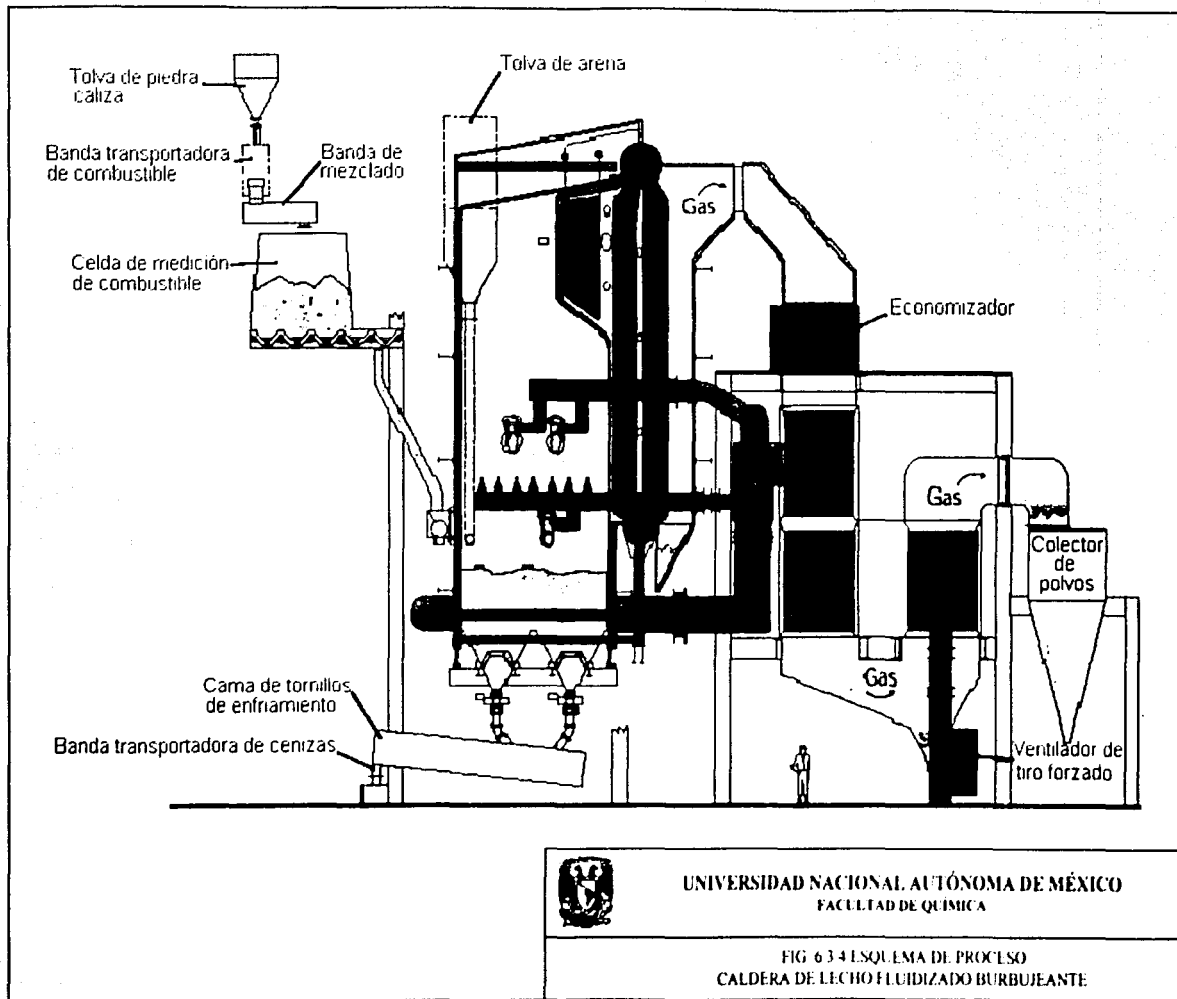 Tolva de piedra
caliza
Tolva de arena
Banda transportadora
de combustible
Banda de
mezclado
Gas
Celda de medición
de combustible
Economizador
Gas
Colector
de
polvos
Cama de tornillos
de enfriamiento
Gas
Banda transportadora de cenizas
Ventilador de
tiro forzado
UNIVERSIDAD NACIONAL AUTÓNOMA DE MÉXICO
FACULTAD DE QUÍMICA
FIG 6 3 4 ESQUEMA DE PROCESO
CALDERA DE LECHO FLUIDIZADO BURBUJEANTE